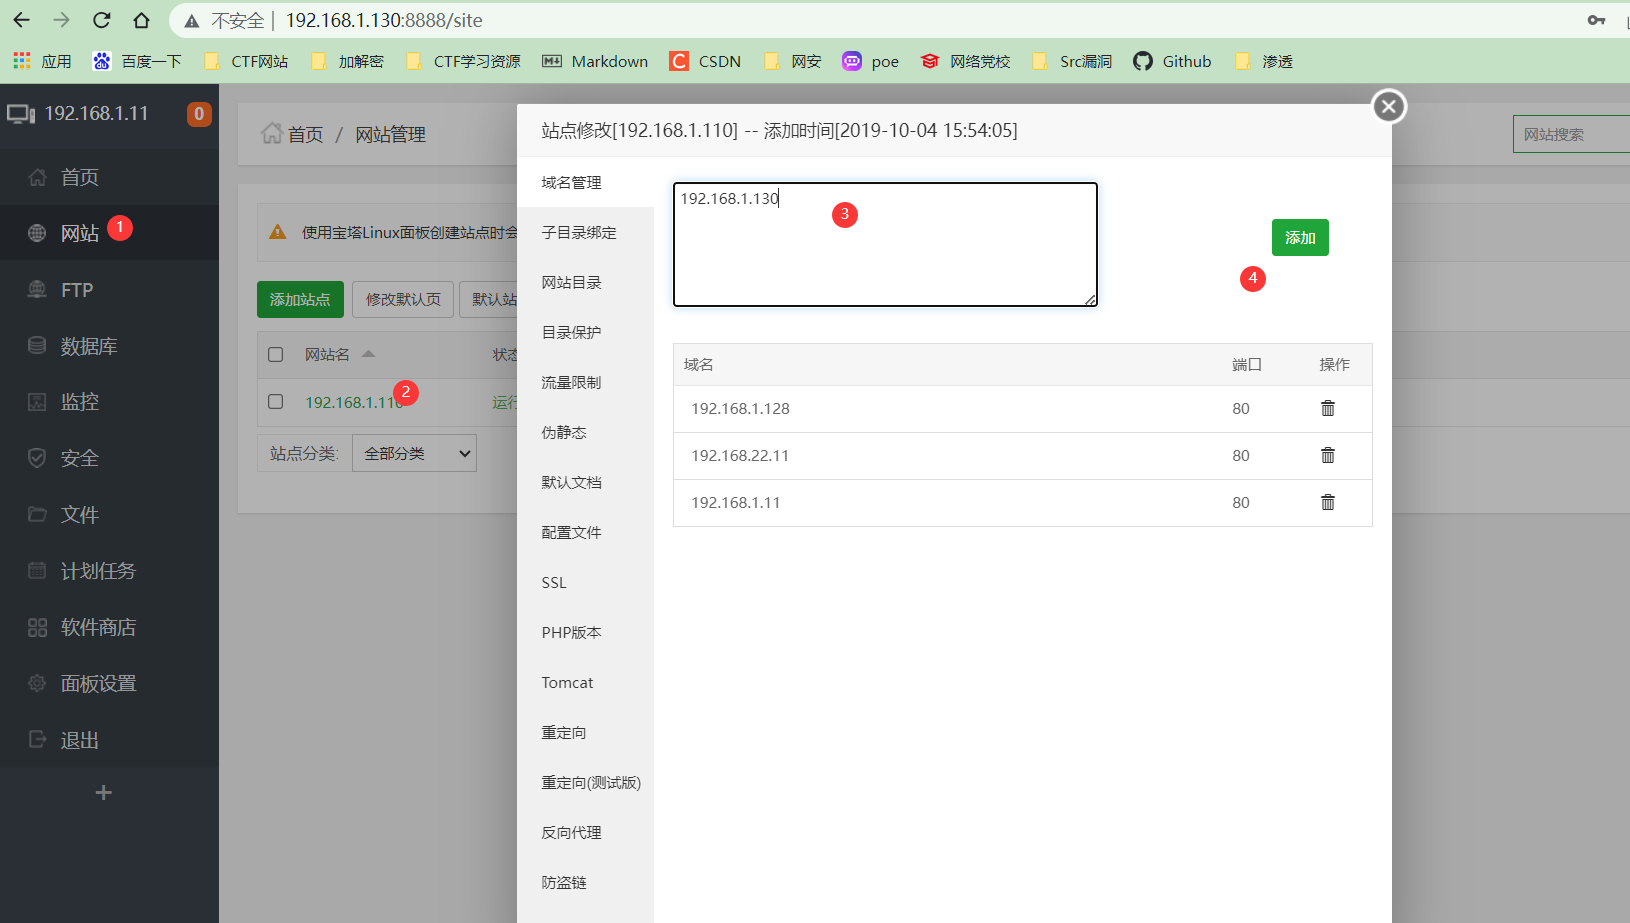 不安全 | 192.168.1.130:8888/site
应用 百度一下 CTF网站 加解密 CTF学习资源 Markdown CSDN 网安 poe 网络党校 Src漏洞 Github 渗透
192.168.1.11 0
首页
网站 1
FTP
数据库
监控
安全
文件
计划任务
软件商店
面板设置
退出
+
首页 / 网站管理
网站搜索
使用宝塔Linux面板创建站点时会
添加站点 修改默认页 默认站
网站名 状态
192.168.1.110 2 运行
站点分类: 全部分类
站点修改[192.168.1.110] -- 添加时间[2019-10-04 15:54:05]
域名管理
子目录绑定
网站目录
目录保护
流量限制
伪静态
默认文档
配置文件
SSL
PHP版本
Tomcat
重定向
重定向(测试版)
反向代理
防盗链
192.168.1.130
3
添加
4
域名 端口 操作
192.168.1.128 80
192.168.22.11 80
192.168.1.11 80